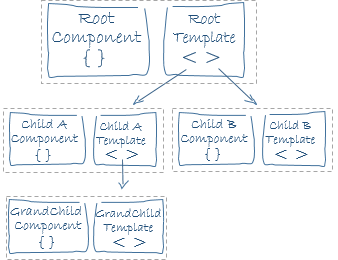 Root
Component
{ }
Root
Template
< >
Child A
Component
{ }
Child A
Template
< >
Child B
Component
{ }
Child B
Template
< >
GrandChild
Component
{ }
GrandChild
Template
< >